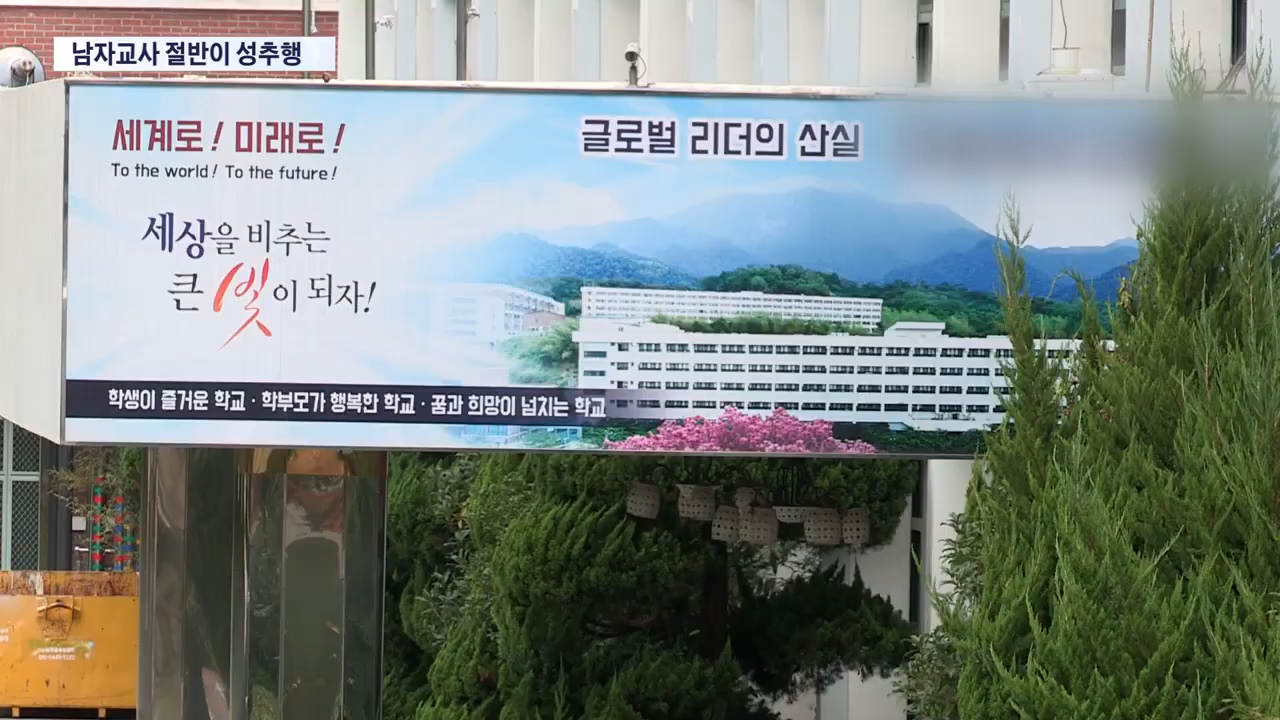 남자교사 절반이 성추행
세계로! 미래로!
To the world! To the future!
글로벌 리더의 산실
세상을 비추는
큰 빛이 되자!
학생이 즐거운 학교 · 학부모가 행복한 학교 · 꿈과 희망이 넘치는 학교